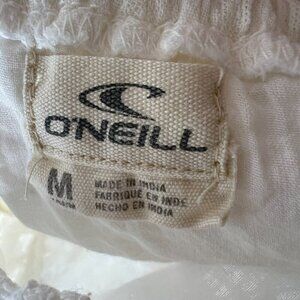 O'NEILL
M
MADE IN INDIA
FABRIQUÉ EN INDE
HECHO EN INDIA